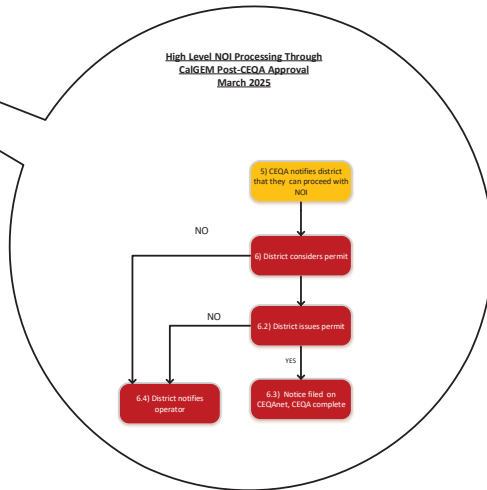 High Level NOI Processing Through
CalGEM Post-CEQA Approval
March 2025
5) CEQA notifies district
that they can proceed with
NOI
NO
6) District considers permit
6.2) District issues permit
NO
YES
6.3) Notice filed on
CEQAnet, CEQA complete
6.4) District notifies
operator